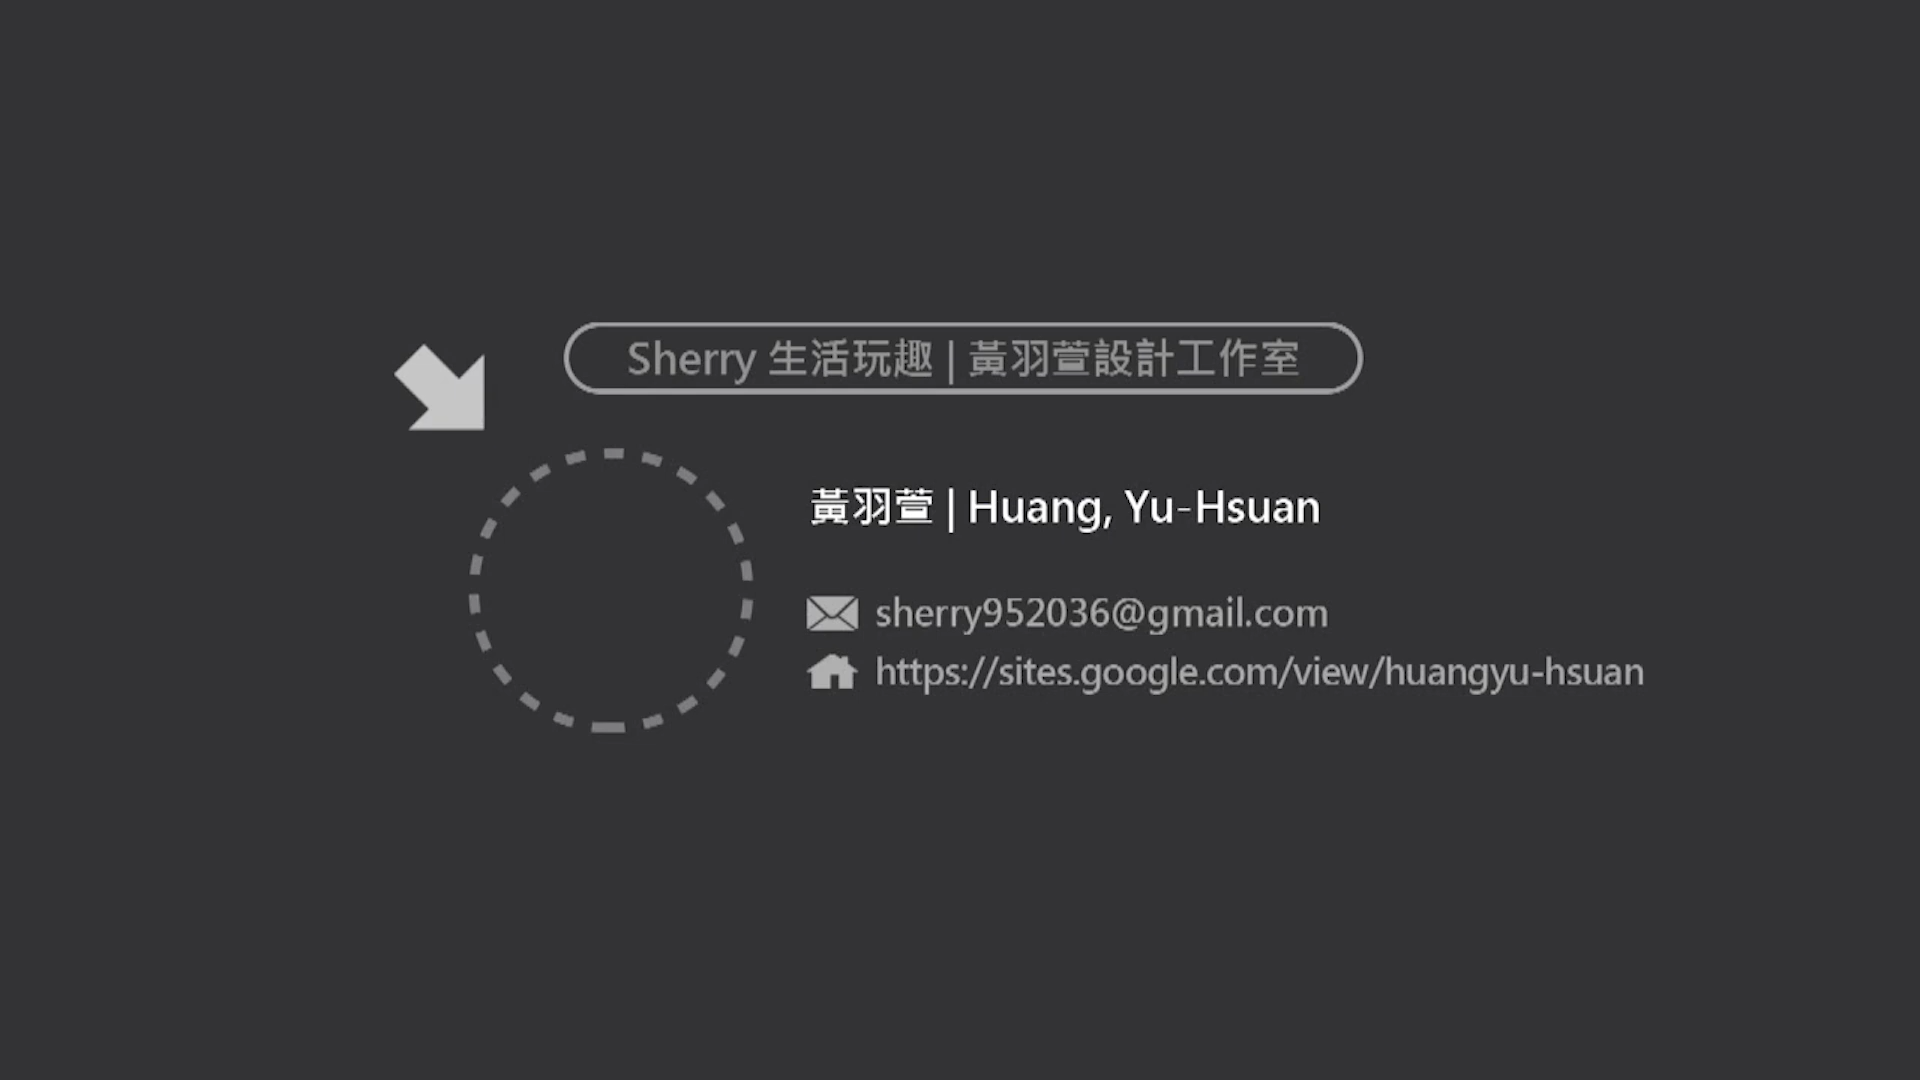 Sherry 生活玩趣 | 黃羽萱設計工作室
黃羽萱 | Huang, Yu-Hsuan
sherry952036@gmail.com
https://sites.google.com/view/huangyu-hsuan